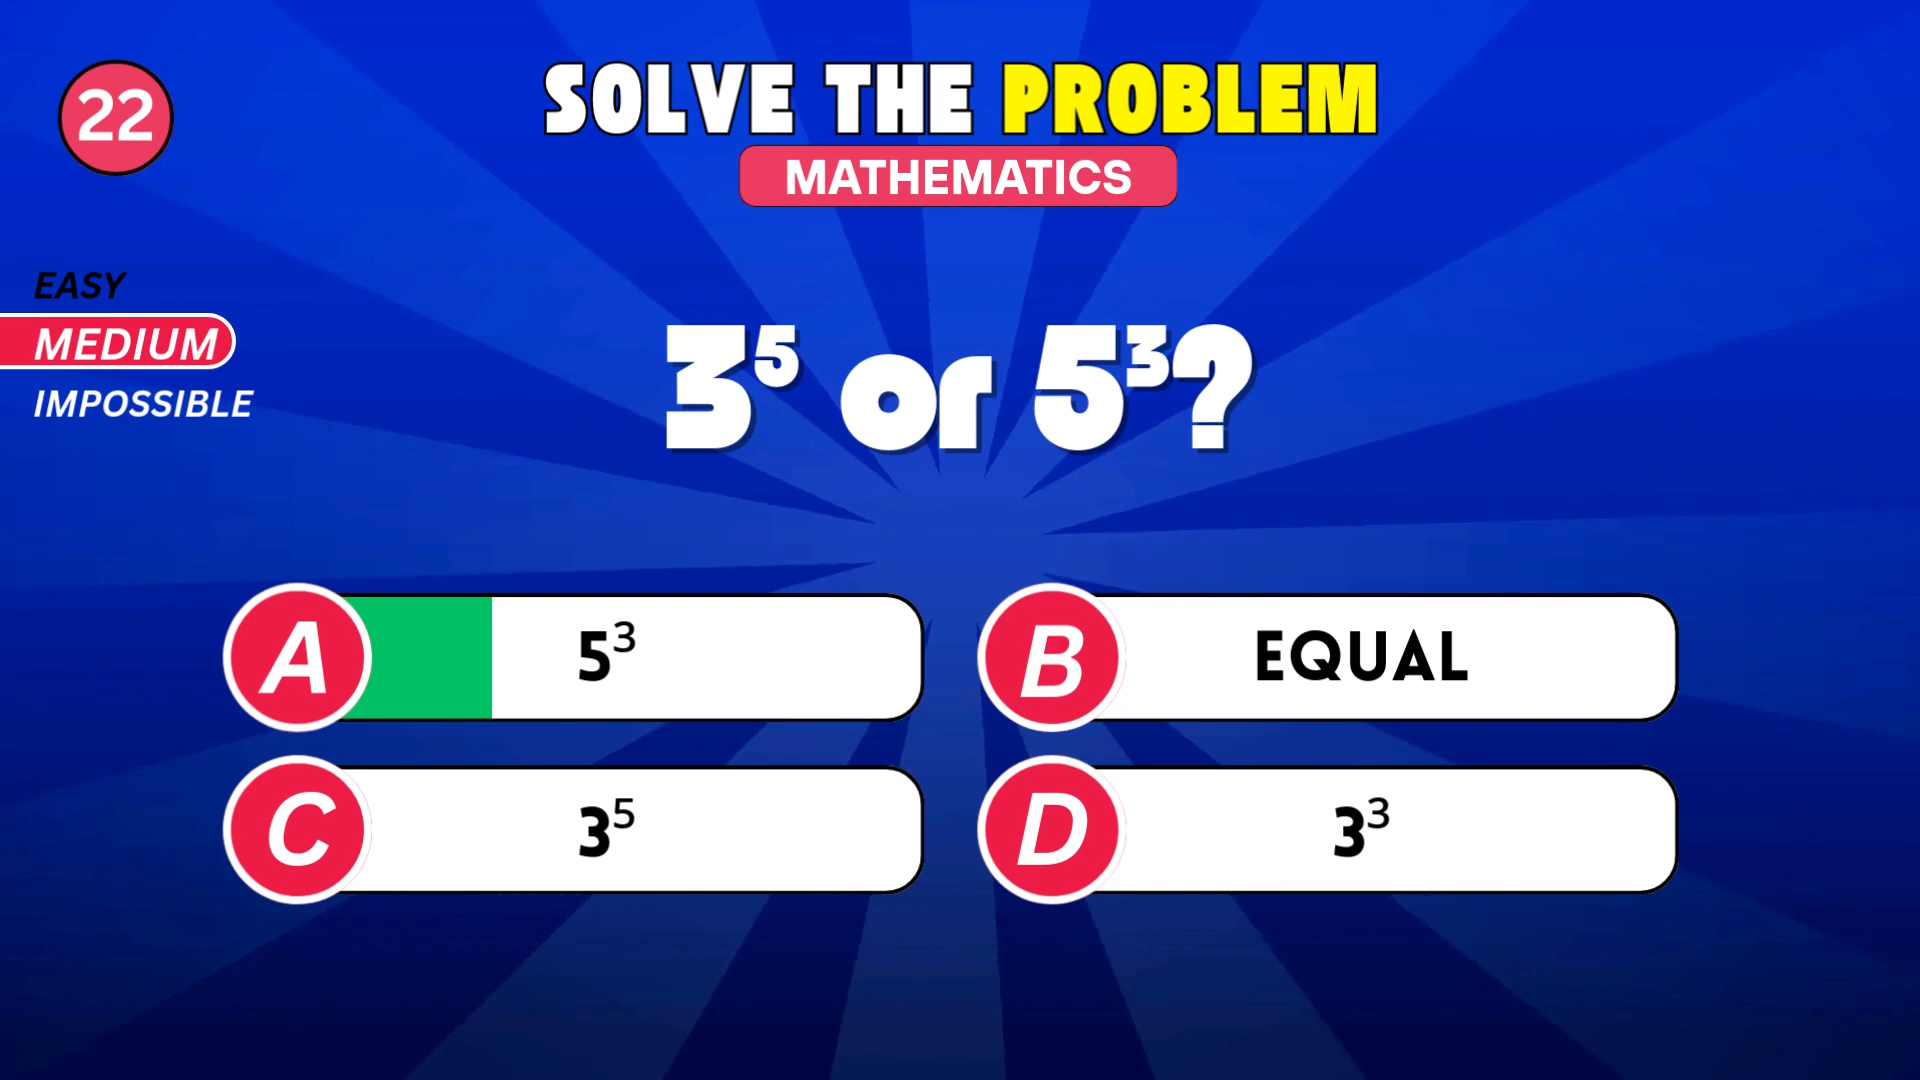 22
SOLVE THE PROBLEM
MATHEMATICS
EASY
MEDIUM
IMPOSSIBLE
3⁵ or 5³?
A 5³
B EQUAL
C 3⁵
D 3³